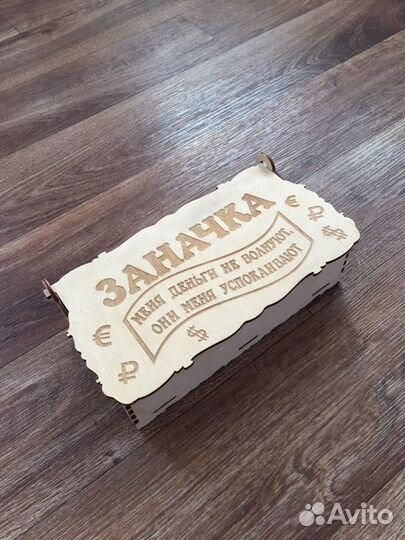 ЗАНАЧКА
МЕНЯ ДЕНЬГИ НЕ ВОЛНУЮТ,
ОНИ МЕНЯ УСПОКАИВАЮТ
€ ₽ $
€ ₽ $
Avito